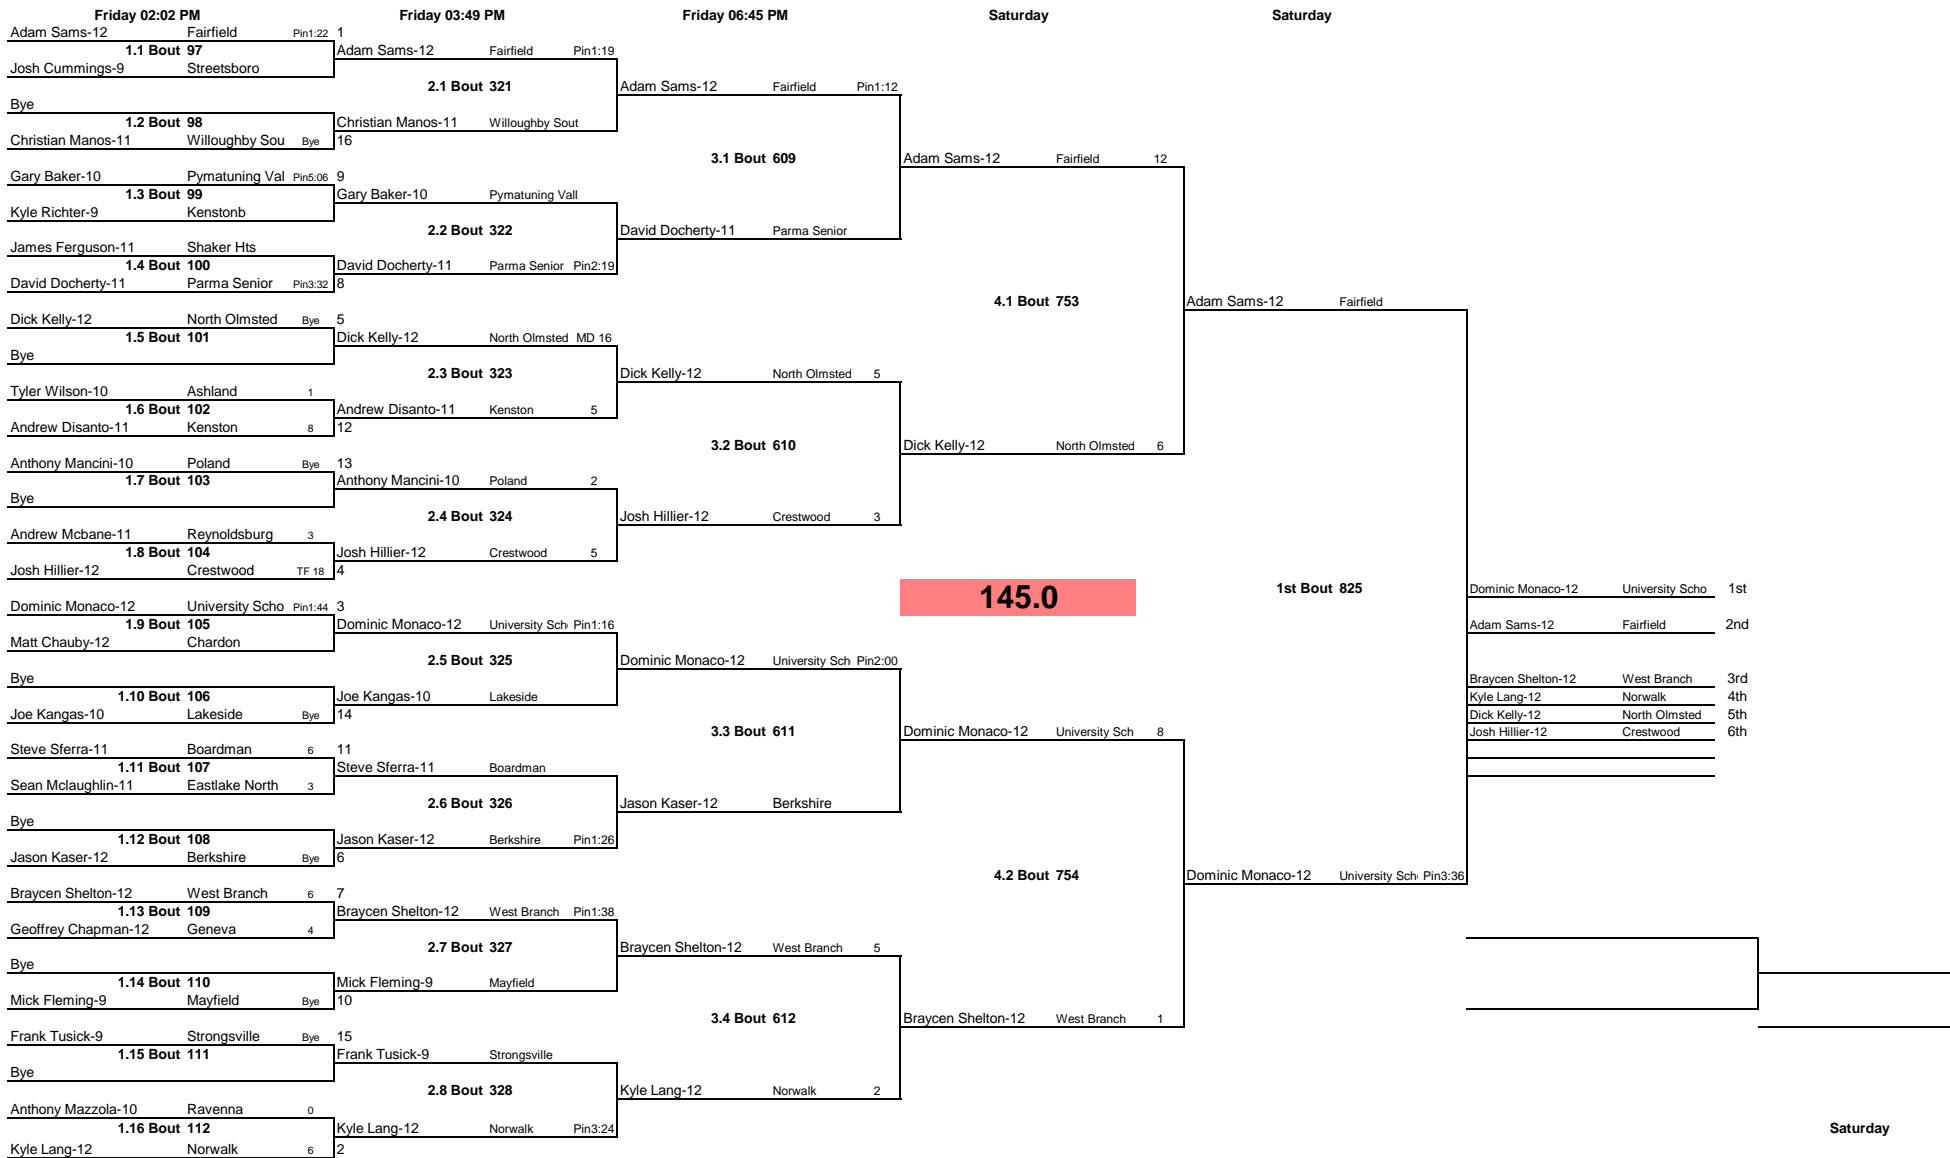 Friday 02:02 PM Friday 03:49 PM Friday 06:45 PM Saturday Saturday
Adam Sams-12 Fairfield Pin1:22 1
1.1 Bout 97
Josh Cummings-9 Streetsboro
Bye
1.2 Bout 98
Christian Manos-11 Willoughby Sou Bye 16
Gary Baker-10 Pymatuning Val Pin5:06 9
1.3 Bout 99
Kyle Richter-9 Kenstonb
James Ferguson-11 Shaker Hts
1.4 Bout 100
David Docherty-11 Parma Senior Pin3:32 8
Dick Kelly-12 North Olmsted Bye 5
1.5 Bout 101
Bye
Tyler Wilson-10 Ashland 1
1.6 Bout 102
Andrew Disanto-11 Kenston 8 12
Anthony Mancini-10 Poland Bye 13
1.7 Bout 103
Bye
Andrew Mcbane-11 Reynoldsburg 3
1.8 Bout 104
Josh Hillier-12 Crestwood TF 18 4
Dominic Monaco-12 University Scho Pin1:44 3
1.9 Bout 105
Matt Chauby-12 Chardon
Bye
1.10 Bout 106
Joe Kangas-10 Lakeside Bye 14
Steve Sferra-11 Boardman 6 11
1.11 Bout 107
Sean Mclaughlin-11 Eastlake North 3
Bye
1.12 Bout 108
Jason Kaser-12 Berkshire Bye 6
Braycen Shelton-12 West Branch 6 7
1.13 Bout 109
Geoffrey Chapman-12 Geneva 4
Bye
1.14 Bout 110
Mick Fleming-9 Mayfield Bye 10
Frank Tusick-9 Strongsville Bye 15
1.15 Bout 111
Bye
Anthony Mazzola-10 Ravenna 0
1.16 Bout 112
Kyle Lang-12 Norwalk 6 2
Adam Sams-12 Fairfield Pin1:19
2.1 Bout 321
Christian Manos-11 Willoughby Sout
Gary Baker-10 Pymatuning Vall
2.2 Bout 322
David Docherty-11 Parma Senior Pin2:19
Dick Kelly-12 North Olmsted MD 16
2.3 Bout 323
Andrew Disanto-11 Kenston 5
Anthony Mancini-10 Poland 2
2.4 Bout 324
Josh Hillier-12 Crestwood 5
Dominic Monaco-12 University Sch Pin1:16
2.5 Bout 325
Joe Kangas-10 Lakeside
Steve Sferra-11 Boardman
2.6 Bout 326
Jason Kaser-12 Berkshire Pin1:26
Braycen Shelton-12 West Branch Pin1:38
2.7 Bout 327
Mick Fleming-9 Mayfield
Frank Tusick-9 Strongsville
2.8 Bout 328
Kyle Lang-12 Norwalk Pin3:24
Adam Sams-12 Fairfield Pin1:12
3.1 Bout 609
David Docherty-11 Parma Senior
Dick Kelly-12 North Olmsted 5
3.2 Bout 610
Josh Hillier-12 Crestwood 3
Dominic Monaco-12 University Sch Pin2:00
3.3 Bout 611
Jason Kaser-12 Berkshire
Braycen Shelton-12 West Branch 5
3.4 Bout 612
Kyle Lang-12 Norwalk 2
Adam Sams-12 Fairfield 12
4.1 Bout 753
Dick Kelly-12 North Olmsted 6
145.0
Dominic Monaco-12 University Sch 8
4.2 Bout 754
Braycen Shelton-12 West Branch 1
Adam Sams-12 Fairfield
1st Bout 825
Dominic Monaco-12 University Sch Pin3:36
Dominic Monaco-12 University Scho 1st
Adam Sams-12 Fairfield 2nd
Braycen Shelton-12 West Branch 3rd
Kyle Lang-12 Norwalk 4th
Dick Kelly-12 North Olmsted 5th
Josh Hillier-12 Crestwood 6th
Saturday